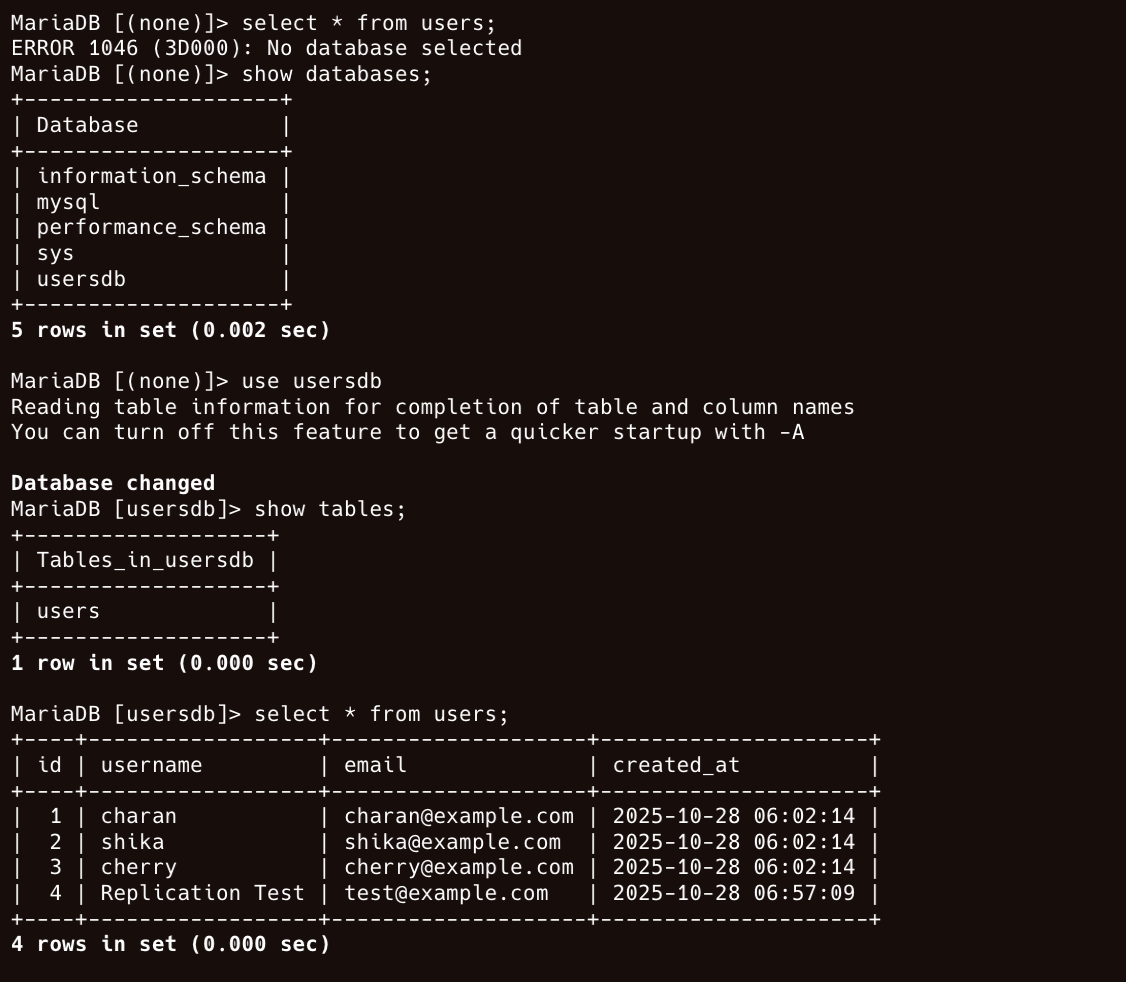 MariaDB [(none)]> select * from users;
ERROR 1046 (3D000): No database selected
MariaDB [(none)]> show databases;
+--------------------+
| Database           |
+--------------------+
| information_schema |
| mysql              |
| performance_schema |
| sys                |
| usersdb            |
+--------------------+
5 rows in set (0.002 sec)

MariaDB [(none)]> use usersdb
Reading table information for completion of table and column names
You can turn off this feature to get a quicker startup with -A

Database changed
MariaDB [usersdb]> show tables;
+-------------------+
| Tables_in_usersdb |
+-------------------+
| users             |
+-------------------+
1 row in set (0.000 sec)

MariaDB [usersdb]> select * from users;
+----+------------------+--------------------+---------------------+
| id | username         | email              | created_at          |
+----+------------------+--------------------+---------------------+
|  1 | charan           | charan@example.com | 2025-10-28 06:02:14 |
|  2 | shika            | shika@example.com  | 2025-10-28 06:02:14 |
|  3 | cherry           | cherry@example.com | 2025-10-28 06:02:14 |
|  4 | Replication Test | test@example.com   | 2025-10-28 06:57:09 |
+----+------------------+--------------------+---------------------+
4 rows in set (0.000 sec)